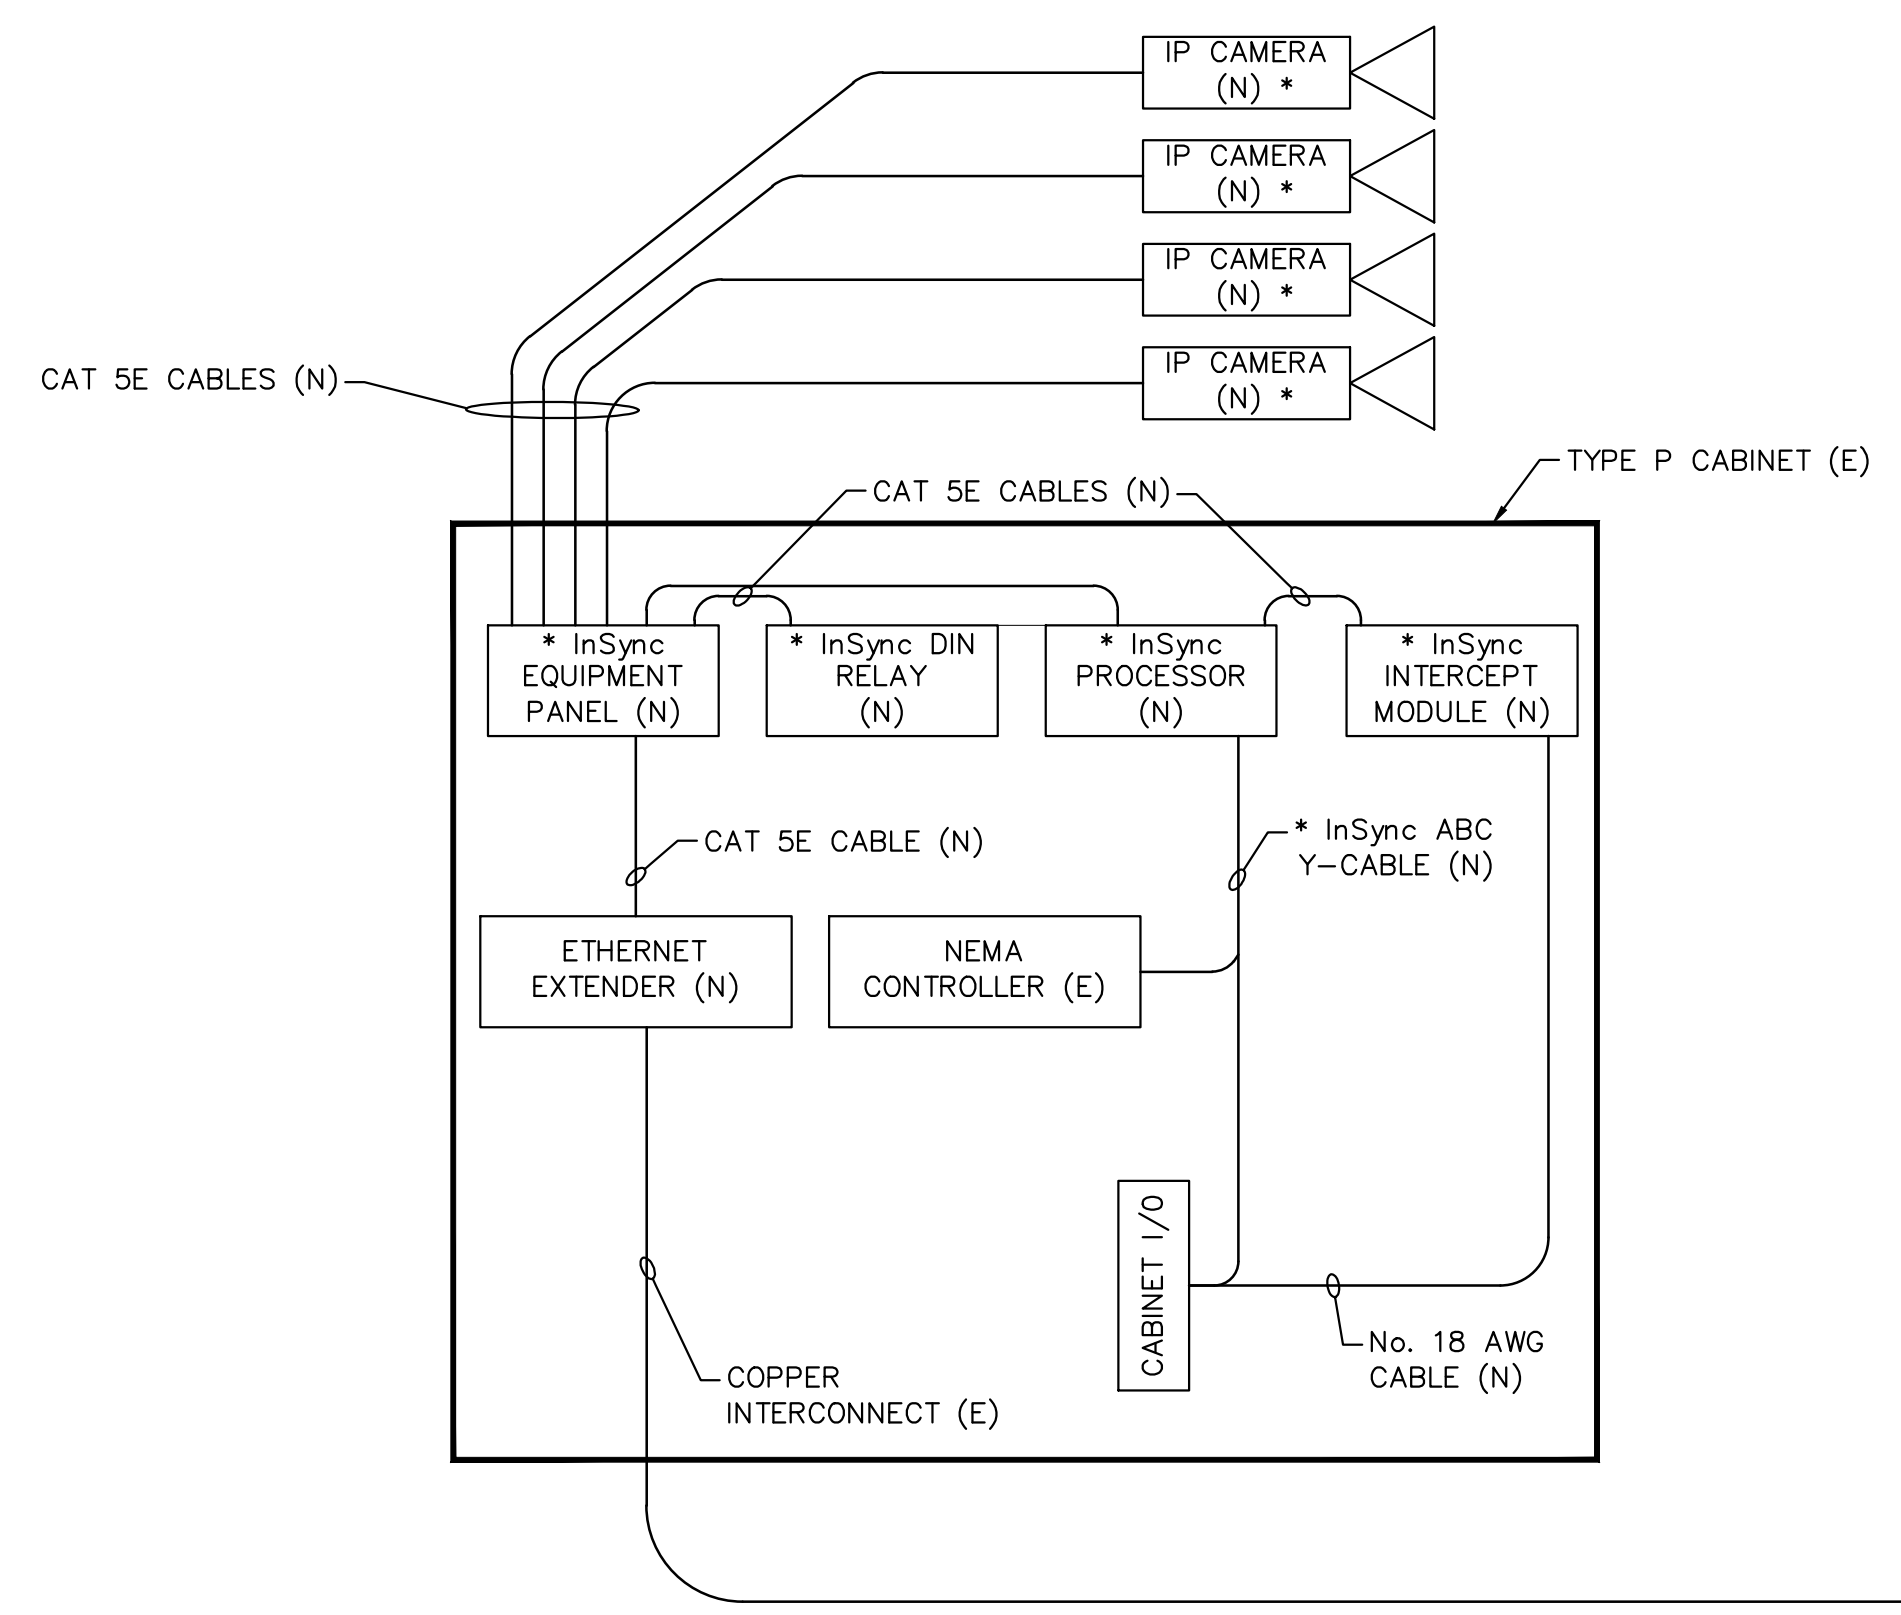 IP CAMERA
(N) *
IP CAMERA
(N) *
IP CAMERA
(N) *
IP CAMERA
(N) *
CAT 5E CABLES (N)
TYPE P CABINET (E)
CAT 5E CABLES (N)
* InSync
EQUIPMENT
PANEL (N)
* InSync DIN
RELAY
(N)
* InSync
PROCESSOR
(N)
* InSync
INTERCEPT
MODULE (N)
CAT 5E CABLE (N)
* InSync ABC
Y-CABLE (N)
ETHERNET
EXTENDER (N)
NEMA
CONTROLLER (E)
CABINET I/O
No. 18 AWG
CABLE (N)
COPPER
INTERCONNECT (E)